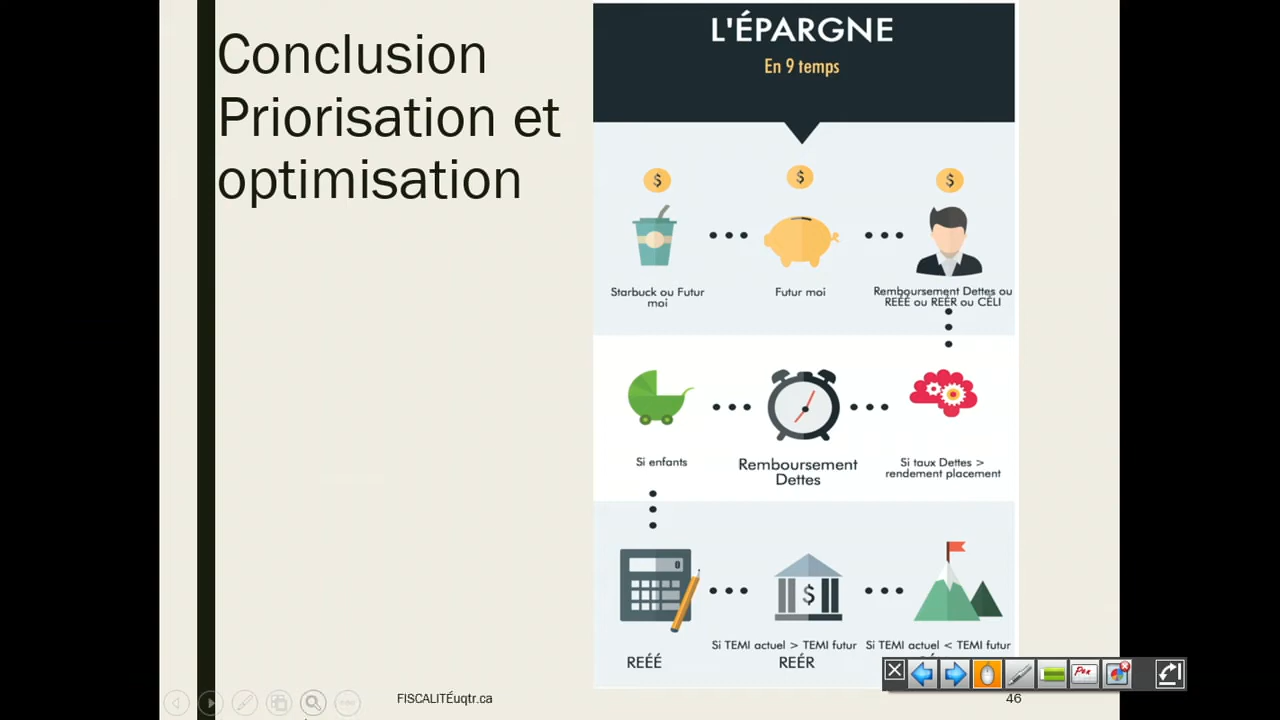 Conclusion
Priorisation et
optimisation
L'ÉPARGNE
En 9 temps
$
$
$
Starbuck ou Futur
moi
Futur moi
Remboursement Dettes ou
REÉÉ ou REÉR ou CÉLI
Si enfants
Remboursement
Dettes
Si taux Dettes >
rendement placement
0
$
REÉÉ
Si TEMI actuel > TEMI futur
REÉR
Si TEMI actuel < TEMI futur
Pen
FISCALITÉuqtr.ca
46